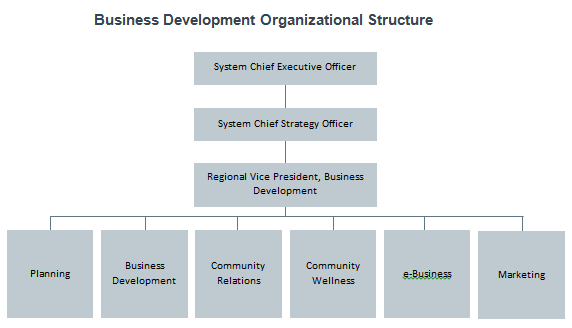 Business Development Organizational Structure
System Chief Executive Officer
System Chief Strategy Officer
Regional Vice President, Business
Development
Planning
Business
Development
Community
Relations
Community
Wellness
e-Business
Marketing